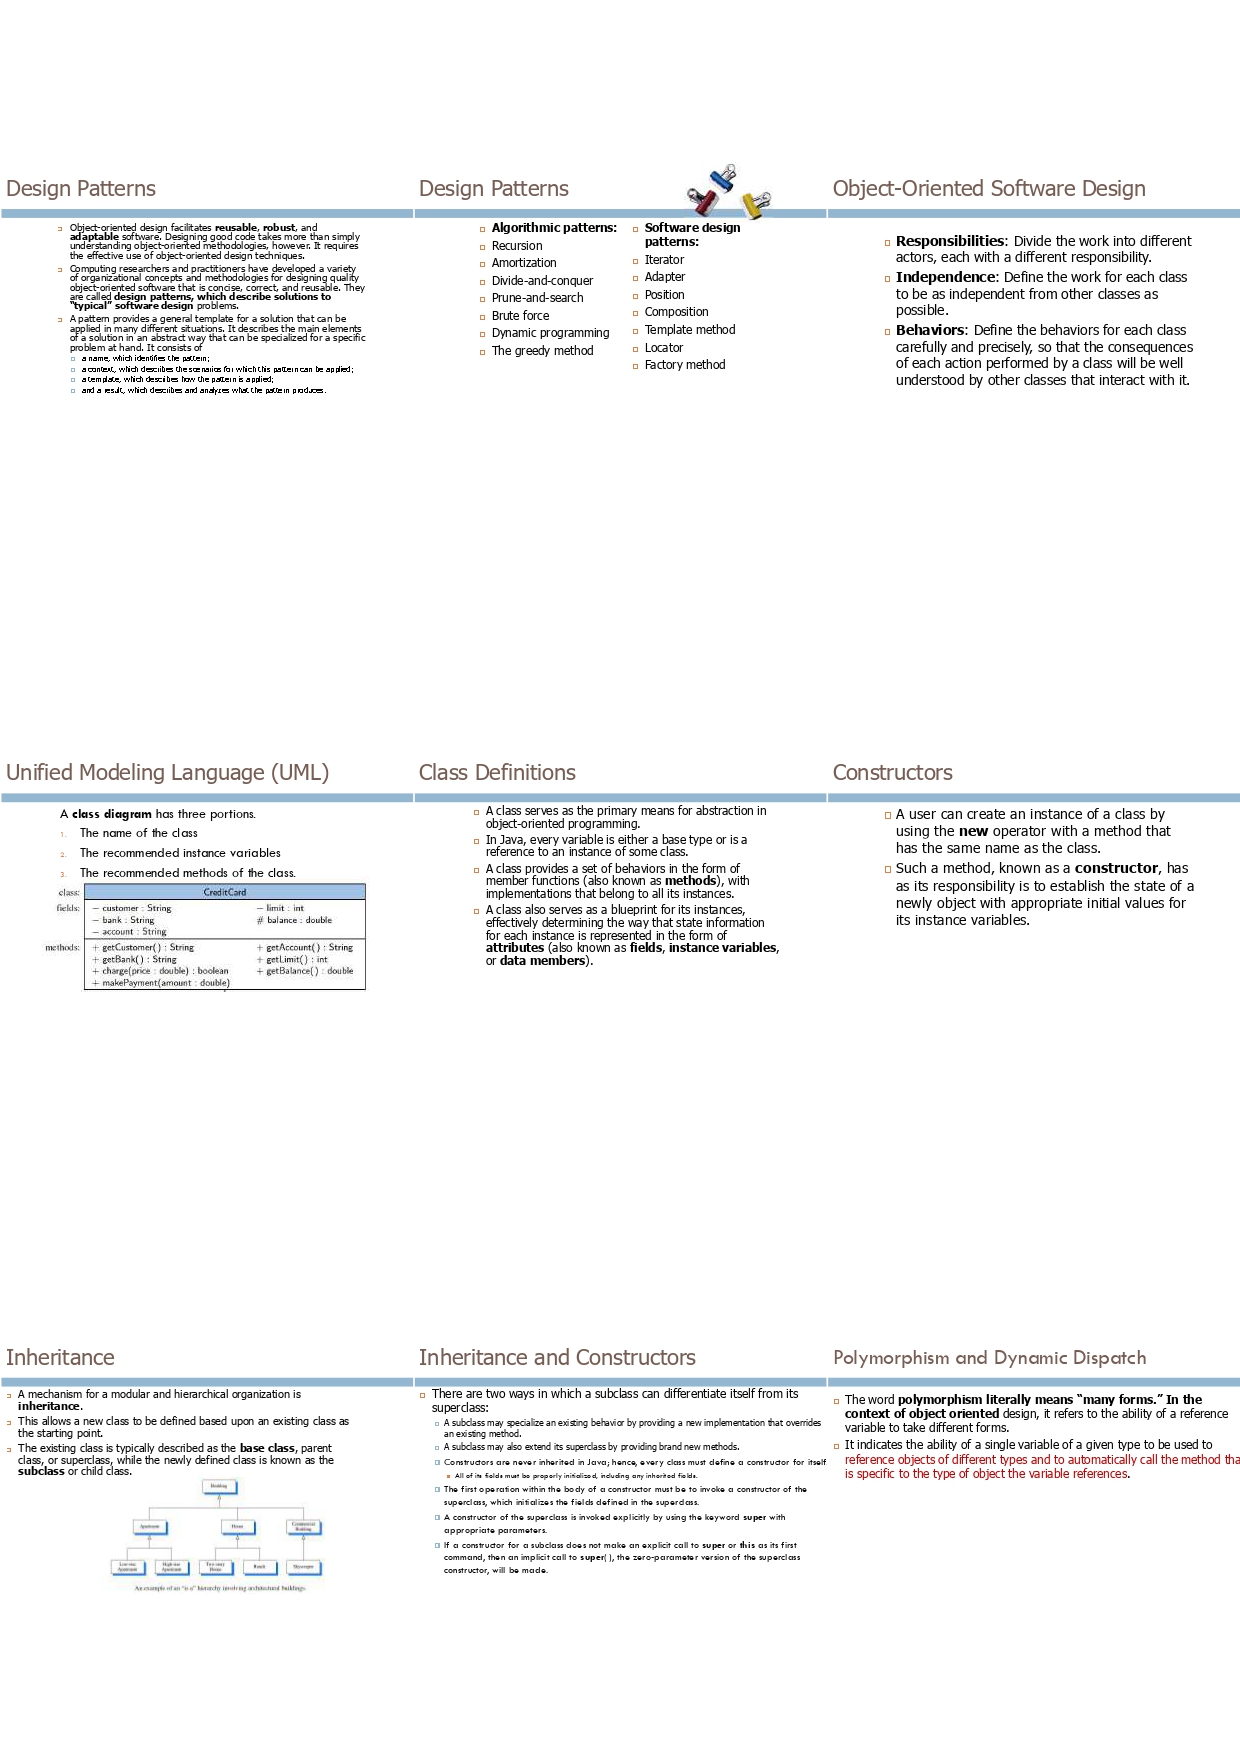 Design Patterns
Object-oriented design facilitates reusable, robust, and
adaptable software. Designing good code takes more than simply
understanding object-oriented methodologies, however. It requires
the effective use of object-oriented design techniques.
Computing researchers and practitioners have developed a variety
of organizational concepts and methodologies for designing quality
object-oriented software that is concise, correct, and reusable. They
are called design patterns, which describe solutions to
"typical" software design problems.
A pattern provides a general template for a solution that can be
applied in many different situations. It describes the main elements
of a solution in an abstract way that can be specialized for a specific
problem at hand. It consists of
a name, which identifies the pattern;
a context, which describes the scenarios for which this pattern can be applied;
a template, which describes how the pattern is applied;
and a result, which describes and analyzes what the pattern produces.
Design Patterns
Algorithmic patterns:
Recursion
Amortization
Divide-and-conquer
Prune-and-search
Brute force
Dynamic programming
The greedy method
Software design
patterns:
Iterator
Adapter
Position
Composition
Template method
Locator
Factory method
Object-Oriented Software Design
Responsibilities: Divide the work into different
actors, each with a different responsibility.
Independence: Define the work for each class
to be as independent from other classes as
possible.
Behaviors: Define the behaviors for each class
carefully and precisely, so that the consequences
of each action performed by a class will be well
understood by other classes that interact with it.
Unified Modeling Language (UML)
A class diagram has three portions.
1. The name of the class
2. The recommended instance variables
3. The recommended methods of the class.
class: CreditCard
fields: − customer : String − limit : int
− bank : String # balance : double
− account : String
methods: + getCustomer( ) : String + getAccount( ) : String
+ getBank( ) : String + getLimit( ) : int
+ charge(price : double) : boolean + getBalance( ) : double
+ makePayment(amount : double)
Class Definitions
A class serves as the primary means for abstraction in
object-oriented programming.
In Java, every variable is either a base type or is a
reference to an instance of some class.
A class provides a set of behaviors in the form of
member functions (also known as methods), with
implementations that belong to all its instances.
A class also serves as a blueprint for its instances,
effectively determining the way that state information
for each instance is represented in the form of
attributes (also known as fields, instance variables,
or data members).
Constructors
A user can create an instance of a class by
using the new operator with a method that
has the same name as the class.
Such a method, known as a constructor, has
as its responsibility is to establish the state of a
newly object with appropriate initial values for
its instance variables.
Inheritance
A mechanism for a modular and hierarchical organization is
inheritance.
This allows a new class to be defined based upon an existing class as
the starting point.
The existing class is typically described as the base class, parent
class, or superclass, while the newly defined class is known as the
subclass or child class.
Building
Apartment House Commercial
Building
Low-rise
Apartment
High-rise
Apartment
Two-story
House
Ranch
Skyscraper
An example of an "is a" hierarchy involving architectural buildings.
Inheritance and Constructors
There are two ways in which a subclass can differentiate itself from its
superclass:
A subclass may specialize an existing behavior by providing a new implementation that overrides
an existing method.
A subclass may also extend its superclass by providing brand new methods.
Constructors are never inherited in Java; hence, every class must define a constructor for itself
All of its fields must be properly initialized, including any inherited fields.
The first operation within the body of a constructor must be to invoke a constructor of the
superclass, which initializes the fields defined in the superclass.
A constructor of the superclass is invoked explicitly by using the keyword super with
appropriate parameters.
If a constructor for a subclass does not make an explicit call to super or this as its first
command, then an implicit call to super( ), the zero-parameter version of the superclass
constructor, will be made.
Polymorphism and Dynamic Dispatch
The word polymorphism literally means "many forms." In the
context of object oriented design, it refers to the ability of a reference
variable to take different forms.
It indicates the ability of a single variable of a given type to be used to
reference objects of different types and to automatically call the method tha
is specific to the type of object the variable references.